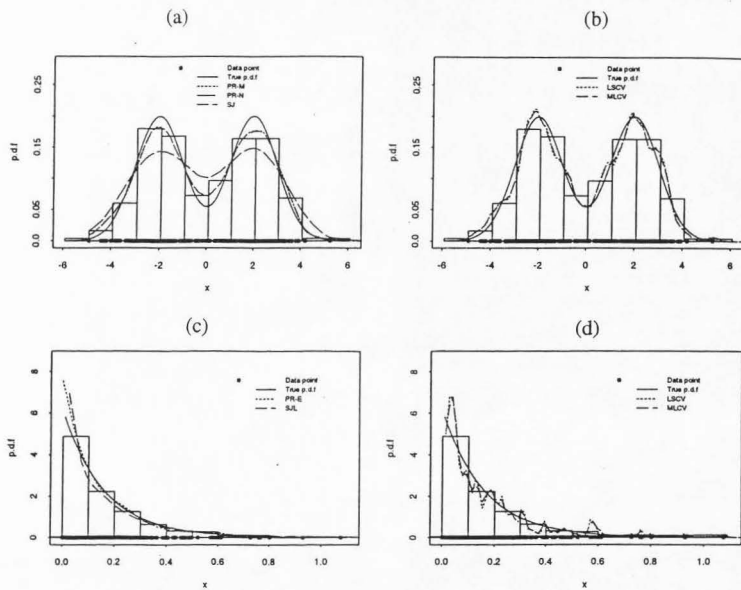 (a)
(b)
Data point
True p.d.f
PR-M
PR-N
SJ
p.d.f
0.0
0.05
0.15
0.25
-6
-4
-2
0
2
4
6
x
Data point
True p.d.f
LSCV
MLCV
p.d.f
0.0
0.05
0.15
0.25
-6
-4
-2
0
2
4
6
x
(c)
(d)
Data point
True p.d.f
PR-E
SJL
p.d.f
0
2
4
6
8
0.0
0.2
0.4
0.6
0.8
1.0
x
Data point
True p.d.f
LSCV
MLCV
p.d.f
0
2
4
6
8
0.0
0.2
0.4
0.6
0.8
1.0
x